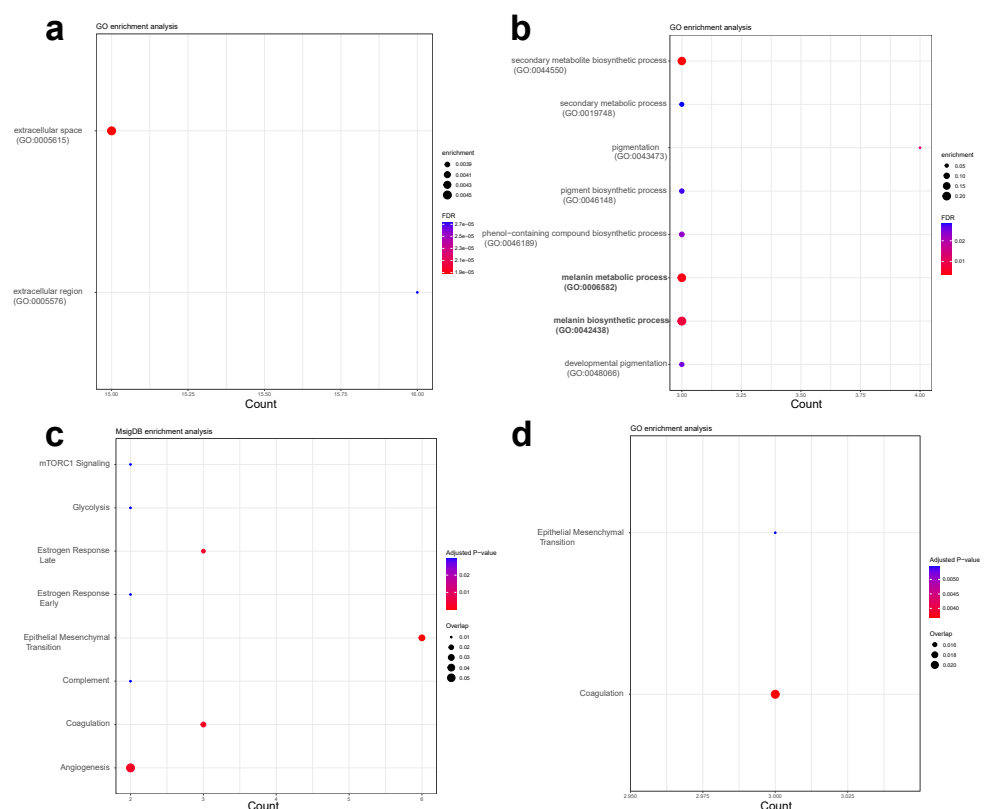 a
GO enrichment analysis
extracellular space
(GO:0005615)
extracellular region
(GO:0005576)
15.00 15.25 15.50 15.75 16.00
Count
enrichment
0.0039
0.0041
0.0043
0.0045
FDR
2.7e−05
2.5e−05
2.3e−05
2.1e−05
1.9e−05
b
GO enrichment analysis
secondary metabolite biosynthetic process
(GO:0044550)
secondary metabolic process
(GO:0019748)
pigmentation
(GO:0043473)
pigment biosynthetic process
(GO:0046148)
phenol−containing compound biosynthetic process
(GO:0046189)
melanin metabolic process
(GO:0006582)
melanin biosynthetic process
(GO:0042438)
developmental pigmentation
(GO:0048066)
3.00 3.25 3.50 3.75 4.00
Count
enrichment
0.05
0.10
0.15
0.20
FDR
0.02
0.01
c
MsigDB enrichment analysis
mTORC1 Signaling
Glycolysis
Estrogen Response
Late
Estrogen Response
Early
Epithelial Mesenchymal
Transition
Complement
Coagulation
Angiogenesis
2 3 4 5 6
Count
Adjusted P−value
0.02
0.01
Overlap
0.01
0.02
0.03
0.04
0.05
d
GO enrichment analysis
Epithelial Mesenchymal
Transition
Coagulation
2.950 2.975 3.000 3.025
Count
Adjusted P−value
0.0050
0.0045
0.0040
Overlap
0.016
0.018
0.020